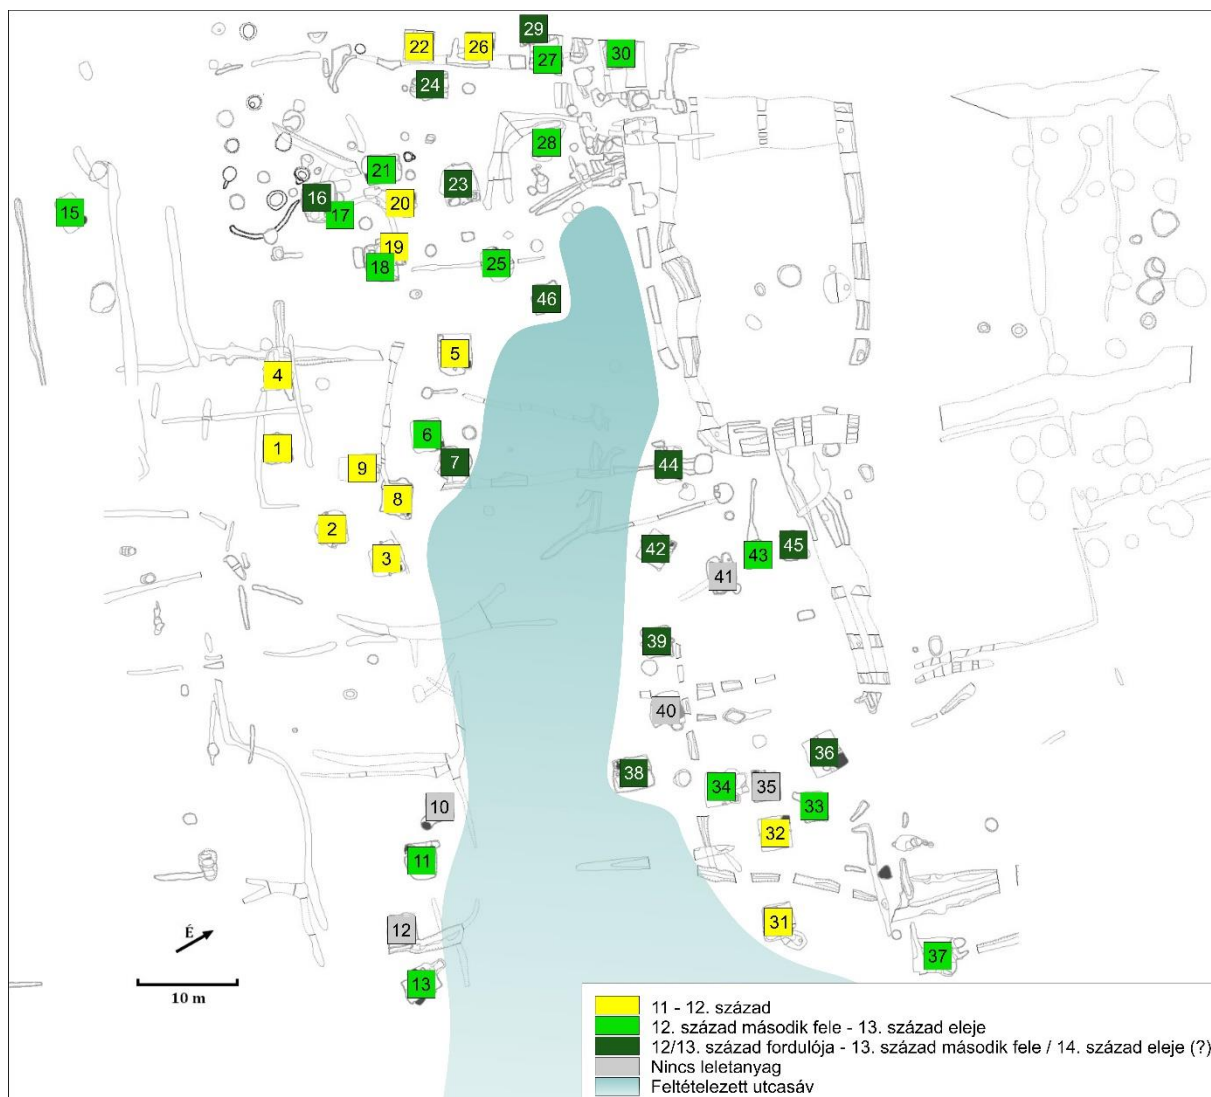 29
22 26 27 30
24
28
21 23
16 20
15 17
19
18 25
46
5
4
6
1 9 7 44
8
2 42 45
3 43
41
39
40
36
38 34 35
10 33
32
11
31
12
37
13
É
10 m
11 - 12. század
12. század második fele - 13. század eleje
12/13. század fordulója - 13. század második fele / 14. század eleje (?)
Nincs leletanyag
Feltételezett utcasáv